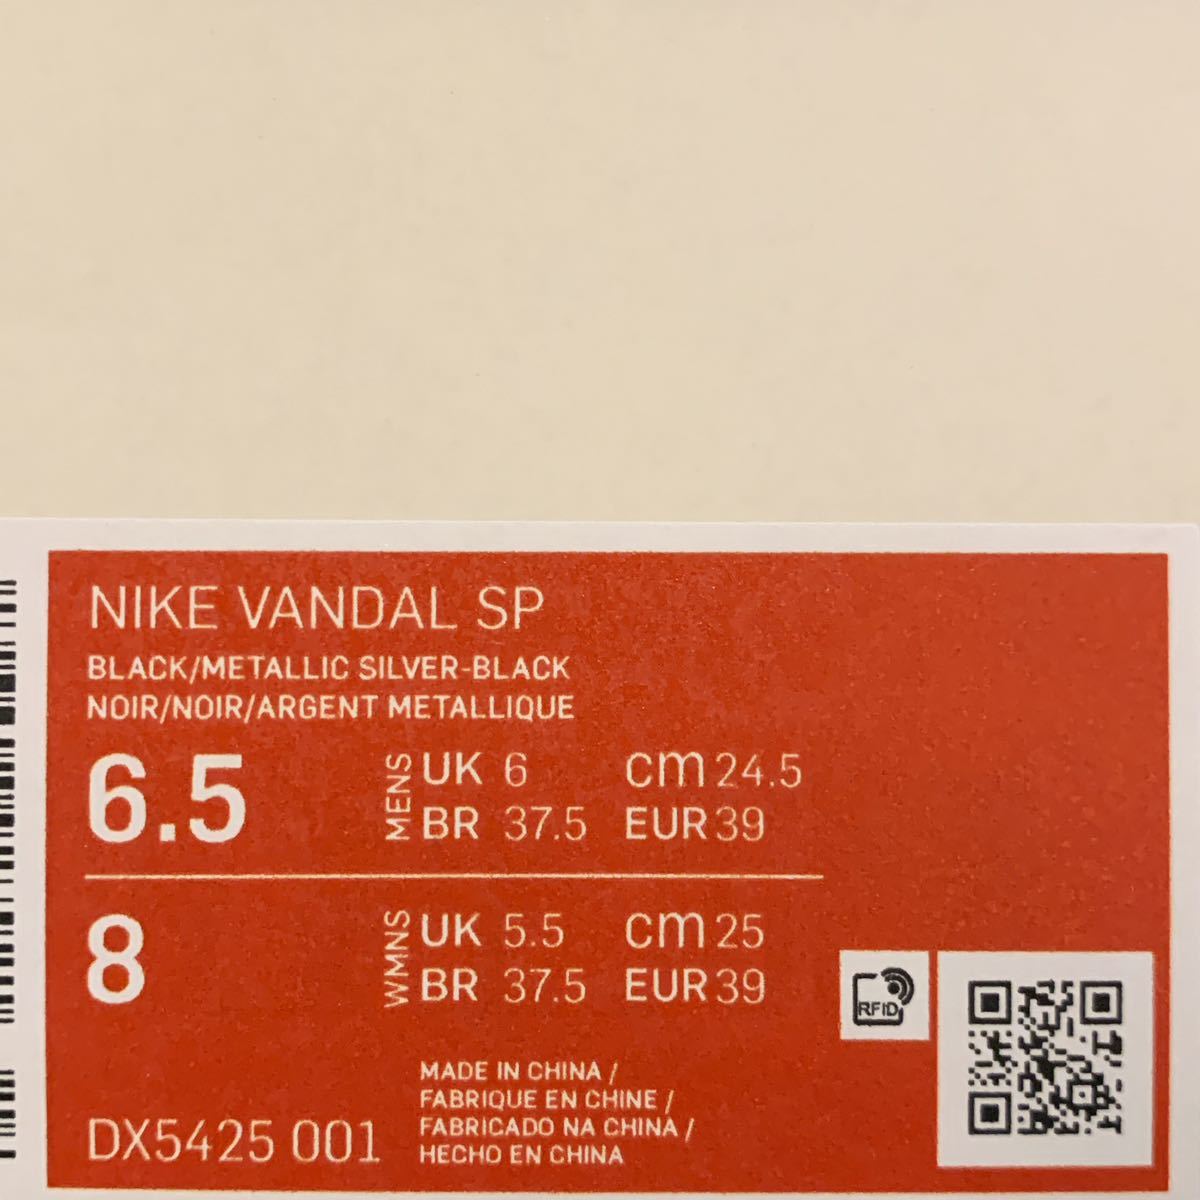 NIKE VANDAL SP
BLACK/METALLIC SILVER-BLACK
NOIR/NOIR/ARGENT METALLIQUE
6.5 MENS UK 6 cm 24.5
BR 37.5 EUR 39
8 WMNS UK 5.5 cm 25
BR 37.5 EUR 39
RFID
MADE IN CHINA /
FABRIQUE EN CHINE /
FABRICADO NA CHINA /
HECHO EN CHINA
DX5425 001